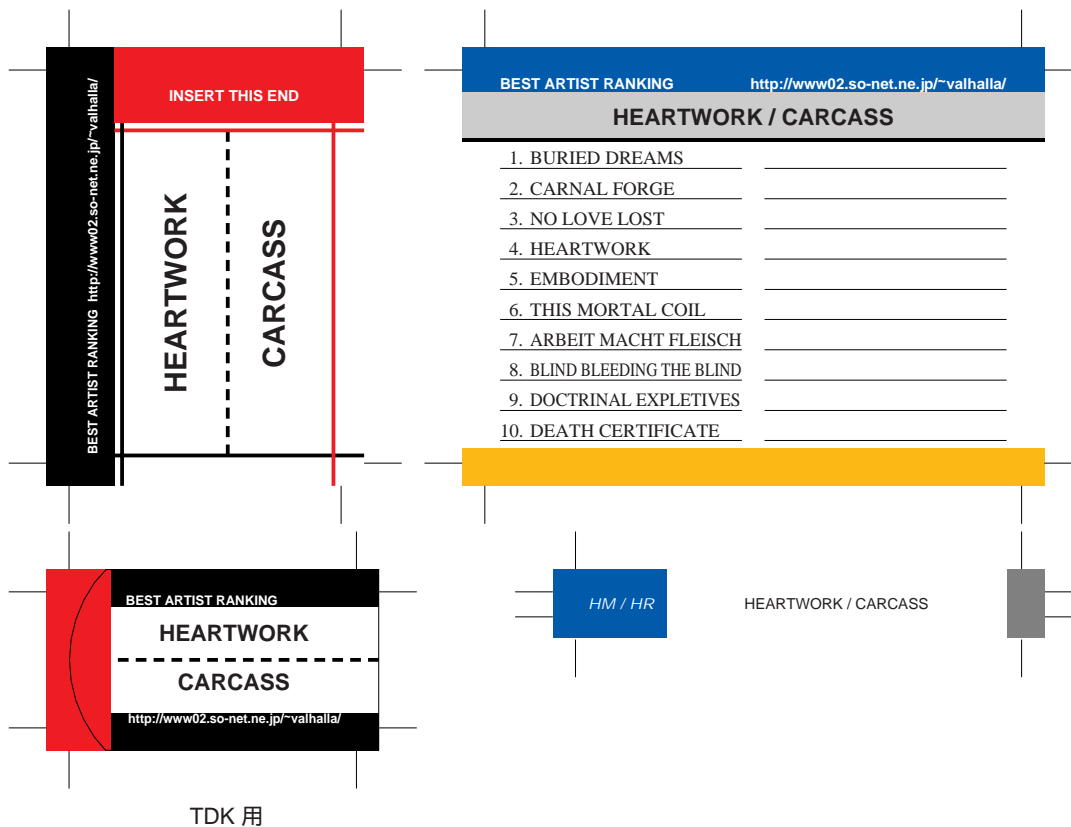 INSERT THIS END
BEST ARTIST RANKING http://www02.so-net.ne.jp/~valhalla/
HEARTWORK
CARCASS
BEST ARTIST RANKING http://www02.so-net.ne.jp/~valhalla/
HEARTWORK / CARCASS
1. BURIED DREAMS
2. CARNAL FORGE
3. NO LOVE LOST
4. HEARTWORK
5. EMBODIMENT
6. THIS MORTAL COIL
7. ARBEIT MACHT FLEISCH
8. BLIND BLEEDING THE BLIND
9. DOCTRINAL EXPLETIVES
10. DEATH CERTIFICATE
BEST ARTIST RANKING
HEARTWORK
CARCASS
http://www02.so-net.ne.jp/~valhalla/
HM / HR
HEARTWORK / CARCASS
TDK 用